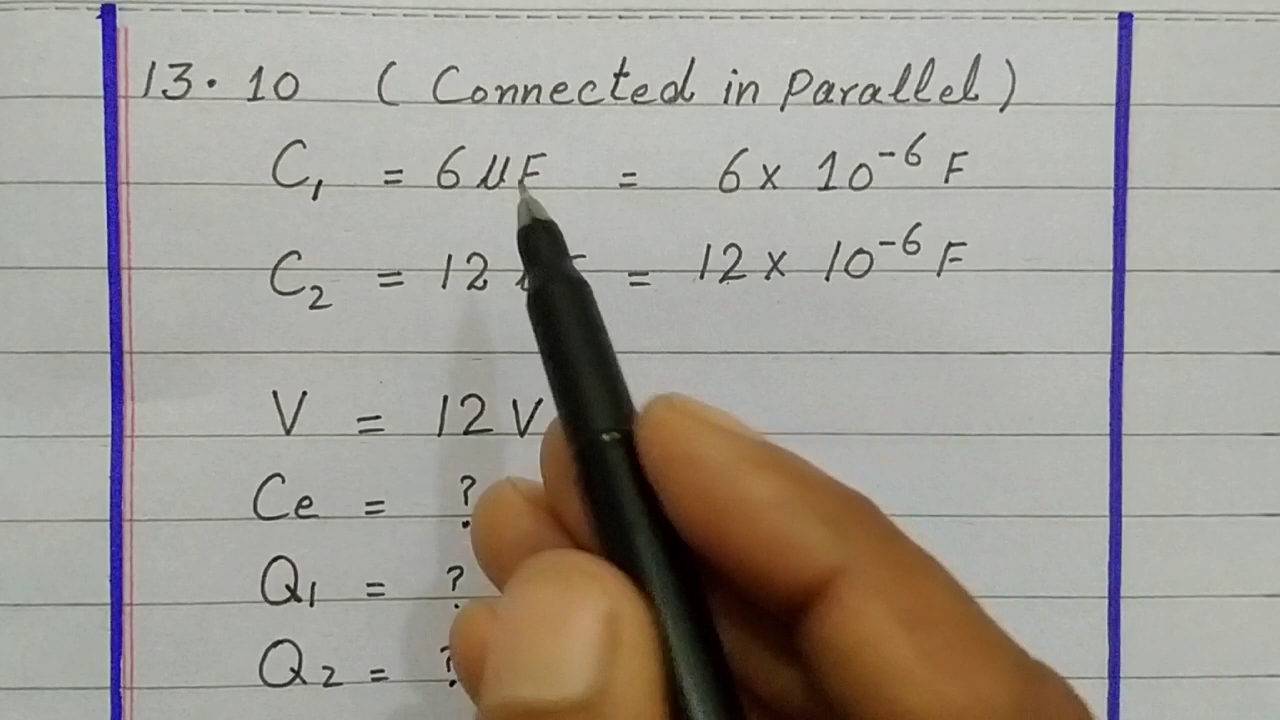 13.10 (Connected in Parallel)
C₁ = 6 μF = 6 x 10⁻⁶ F
C₂ = 12 = 12 x 10⁻⁶ F
V = 12 V
Ce = ?
Q₁ = ?
Q₂ = ?